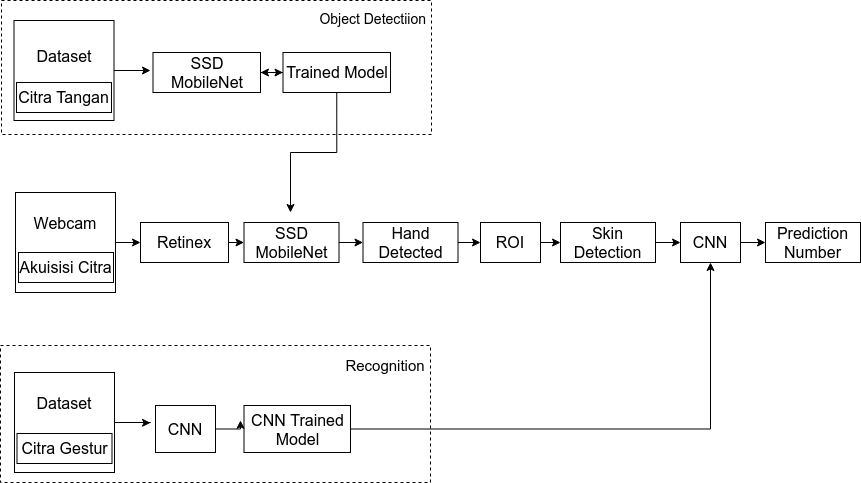 Object Detectiion
Dataset
Citra Tangan
SSD
MobileNet
Trained Model
Webcam
Akuisisi Citra
Retinex
SSD
MobileNet
Hand
Detected
ROI
Skin
Detection
CNN
Prediction
Number
Recognition
Dataset
Citra Gestur
CNN
CNN Trained
Model